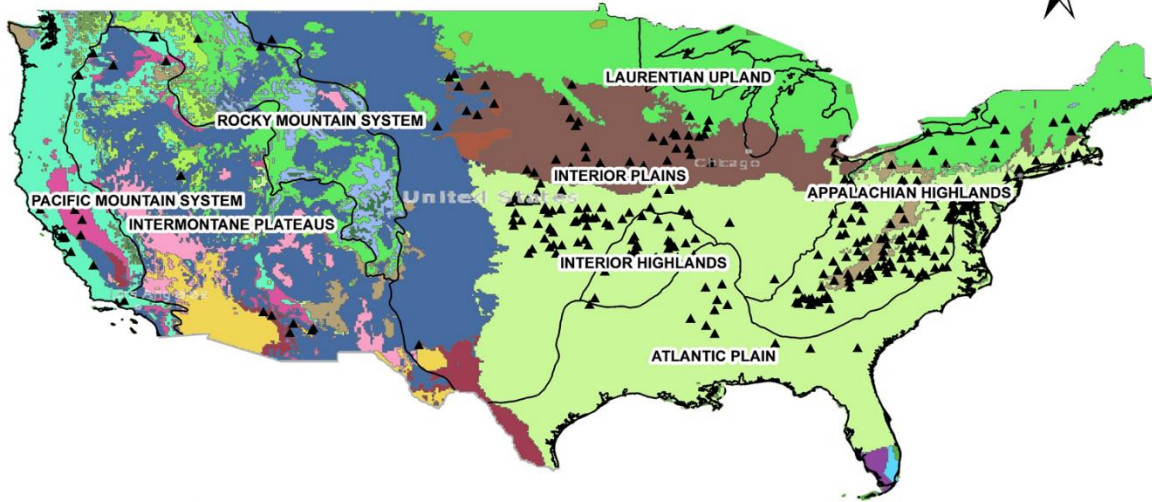 LAURENTIAN UPLAND
ROCKY MOUNTAIN SYSTEM
Chicago
INTERIOR PLAINS
APPALACHIAN HIGHLANDS
United States
PACIFIC MOUNTAIN SYSTEM
INTERMONTANE PLATEAUS
INTERIOR HIGHLANDS
ATLANTIC PLAIN